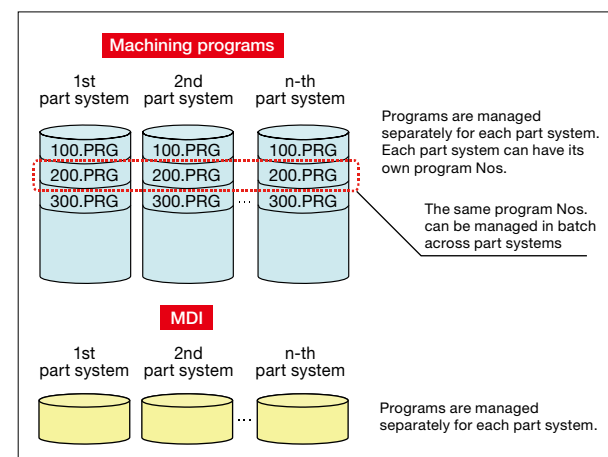 Machining programs
1st
part system
2nd
part system
n-th
part system
100.PRG
100.PRG
100.PRG
200.PRG
200.PRG
200.PRG
300.PRG
300.PRG
...
300.PRG
Programs are managed
separately for each part system.
Each part system can have its
own program Nos.
The same program Nos.
can be managed in batch
across part systems
MDI
1st
part system
2nd
part system
n-th
part system
...
Programs are managed
separately for each part system.